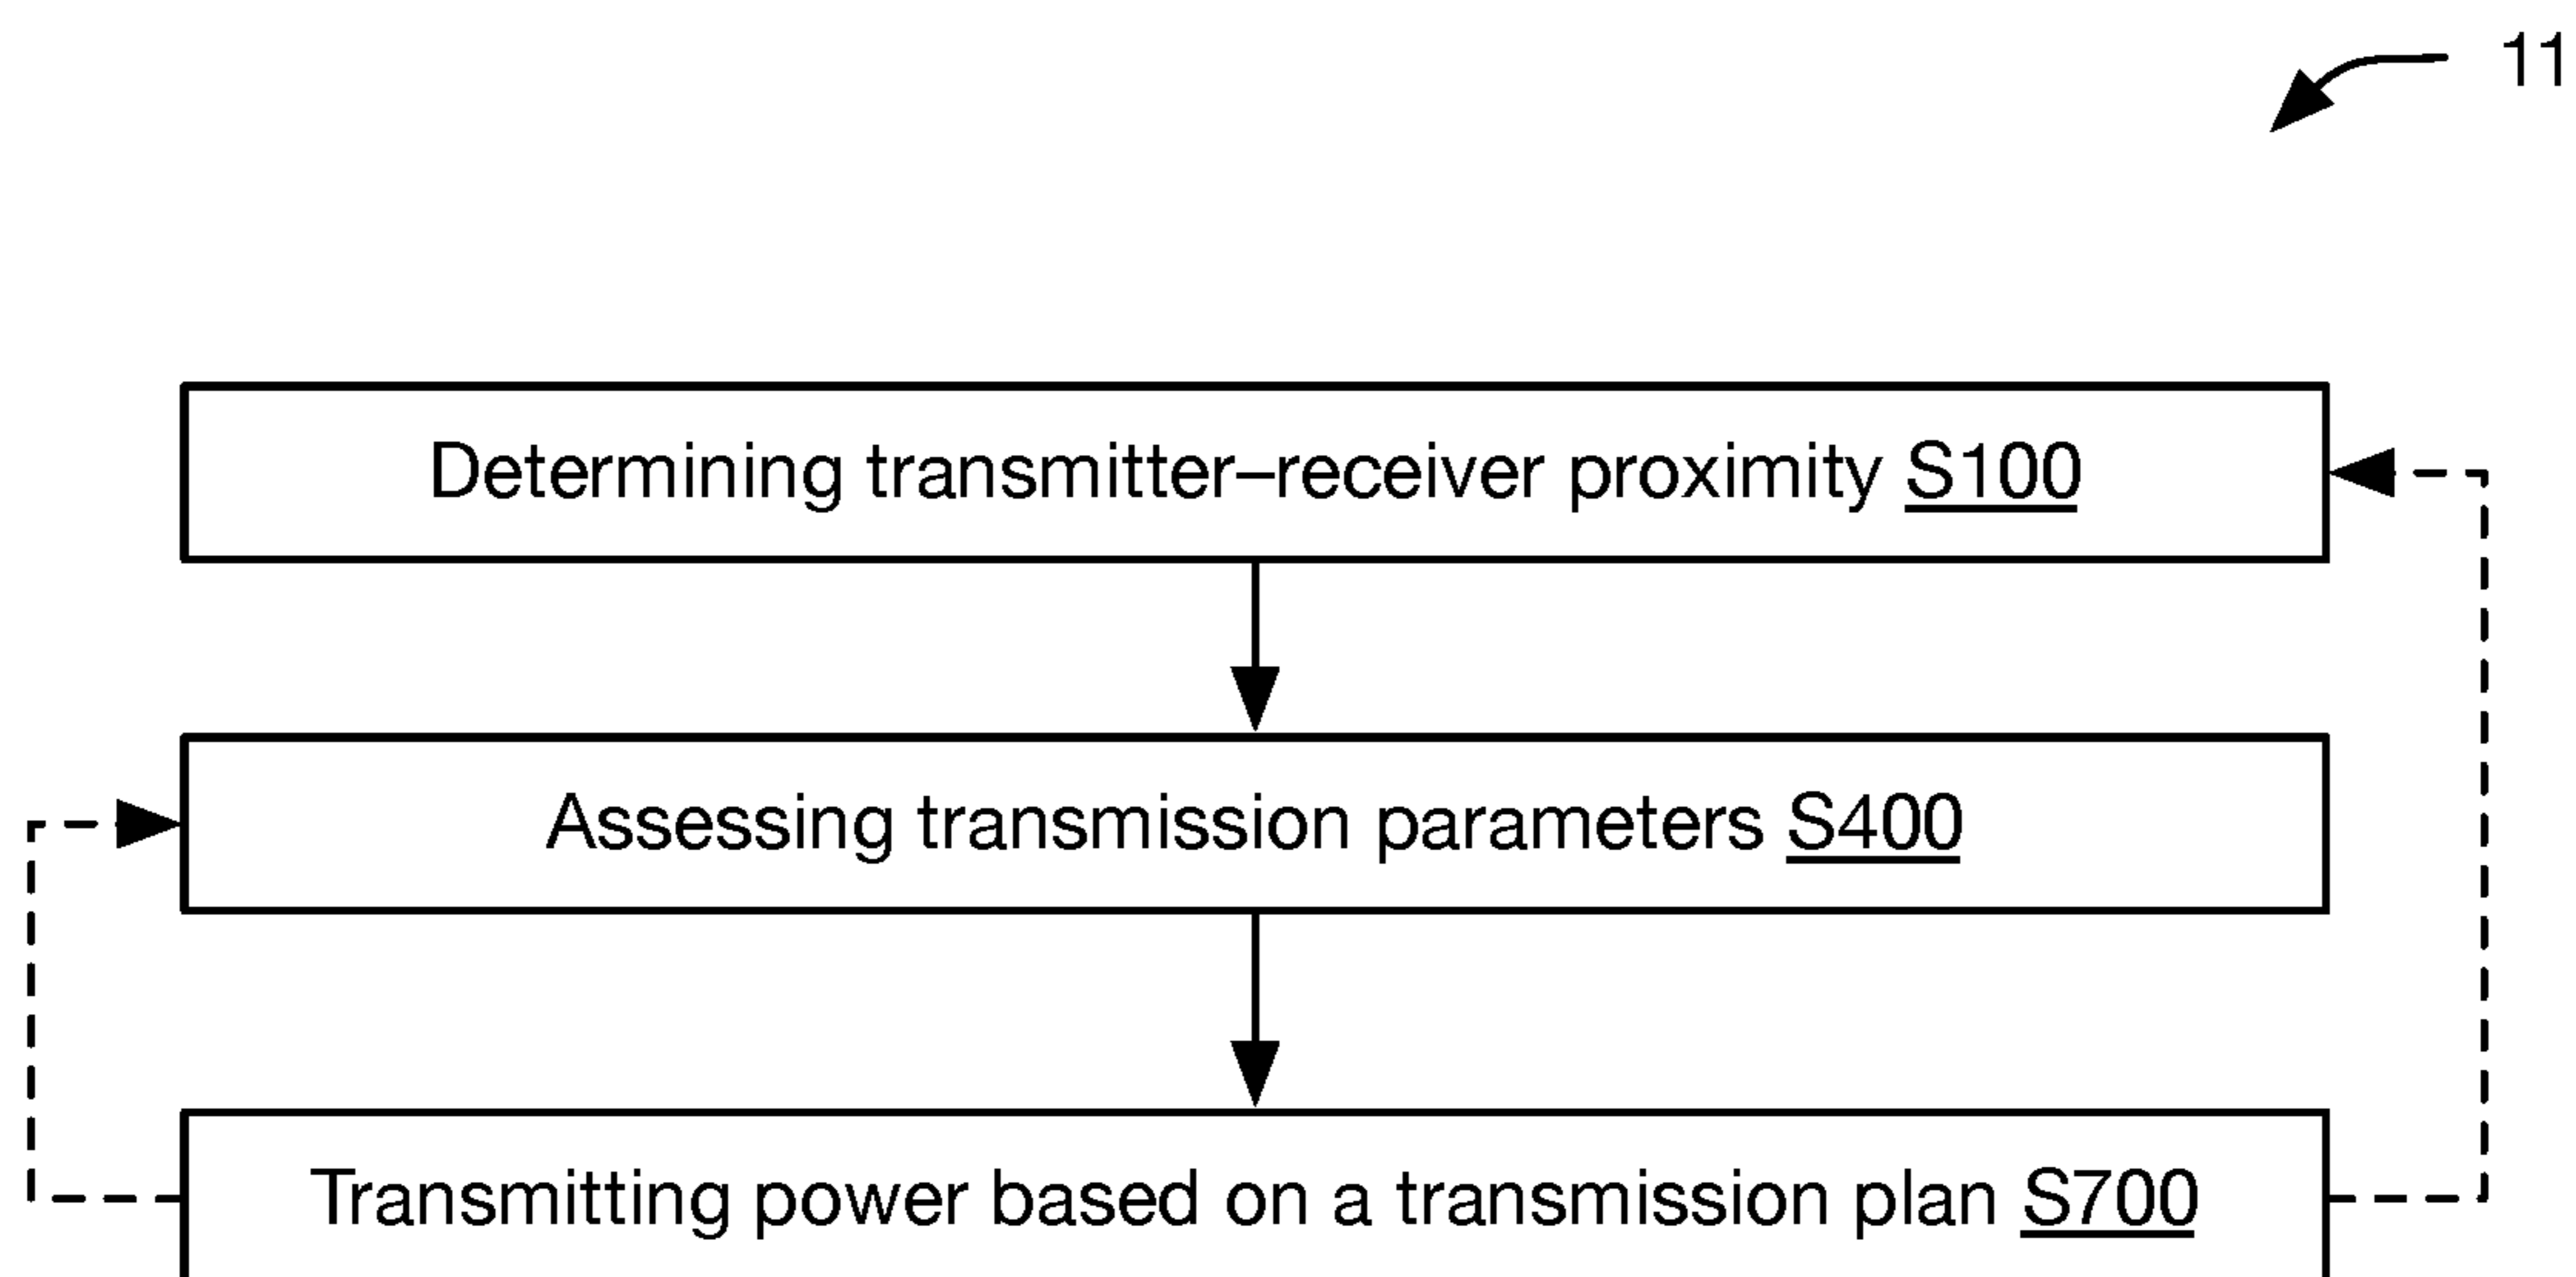 11
Determining transmitter–receiver proximity S100
Assessing transmission parameters S400
Transmitting power based on a transmission plan S700